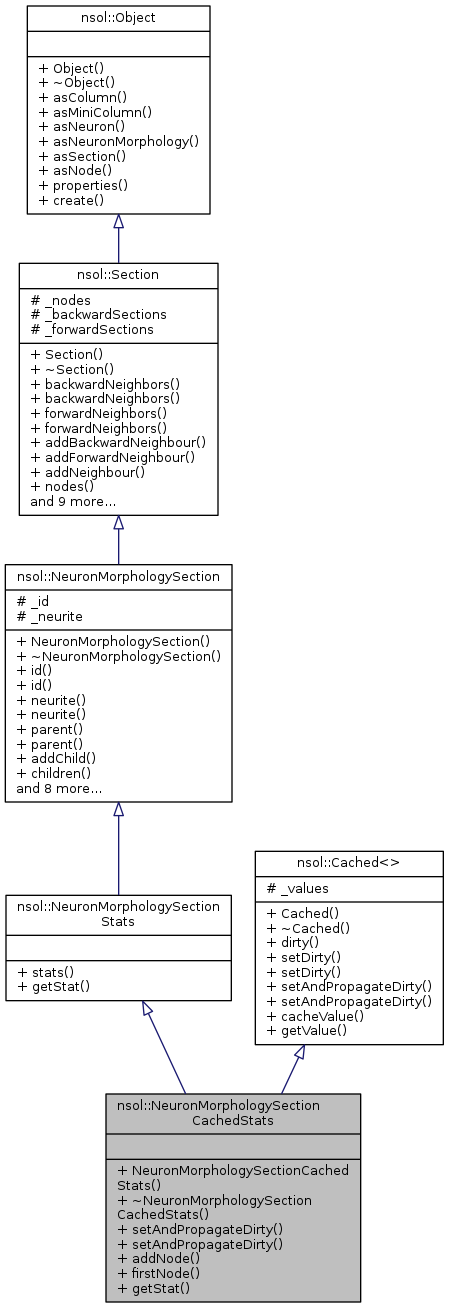 nsol::Object
+ Object()
+ ~Object()
+ asColumn()
+ asMiniColumn()
+ asNeuron()
+ asNeuronMorphology()
+ asSection()
+ asNode()
+ properties()
+ create()
nsol::Section
# _nodes
# _backwardSections
# _forwardSections
+ Section()
+ ~Section()
+ backwardNeighbors()
+ backwardNeighbors()
+ forwardNeighbors()
+ forwardNeighbors()
+ addBackwardNeighbour()
+ addForwardNeighbour()
+ addNeighbour()
+ nodes()
and 9 more...
nsol::NeuronMorphologySection
# _id
# _neurite
+ NeuronMorphologySection()
+ ~NeuronMorphologySection()
+ id()
+ id()
+ neurite()
+ neurite()
+ parent()
+ parent()
+ addChild()
+ children()
and 8 more...
nsol::NeuronMorphologySection
Stats
+ stats()
+ getStat()
nsol::Cached<>
# _values
+ Cached()
+ ~Cached()
+ dirty()
+ setDirty()
+ setDirty()
+ setAndPropagateDirty()
+ setAndPropagateDirty()
+ cacheValue()
+ getValue()
nsol::NeuronMorphologySection
CachedStats
+ NeuronMorphologySectionCached
Stats()
+ ~NeuronMorphologySection
CachedStats()
+ setAndPropagateDirty()
+ setAndPropagateDirty()
+ addNode()
+ firstNode()
+ getStat()